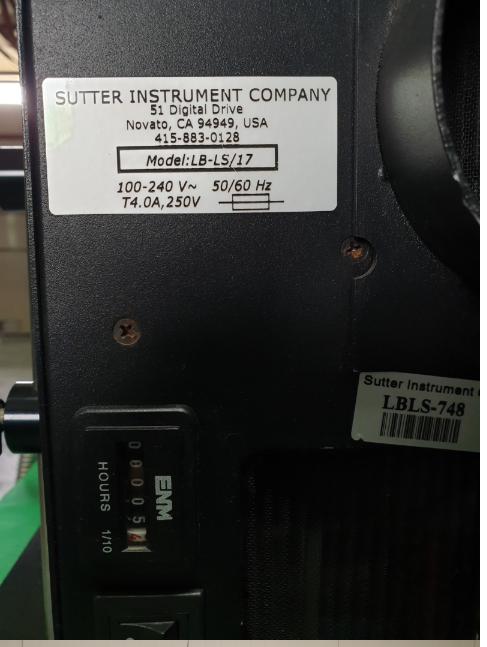 SUTTER INSTRUMENT COMPANY
51 Digital Drive
Novato, CA 94949, USA
415-883-0128
Model:LB-LS/17
100-240 V~ 50/60 Hz
T4.0A,250V
Sutter Instrument
LBLS-748
ENM
000054
HOURS 1/10